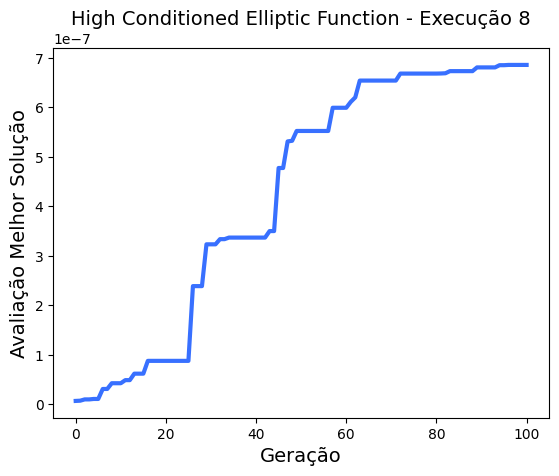 High Conditioned Elliptic Function - Execução 8
1e−7
7
6
5
4
3
2
1
0
Avaliação Melhor Solução
0 20 40 60 80 100
Geração